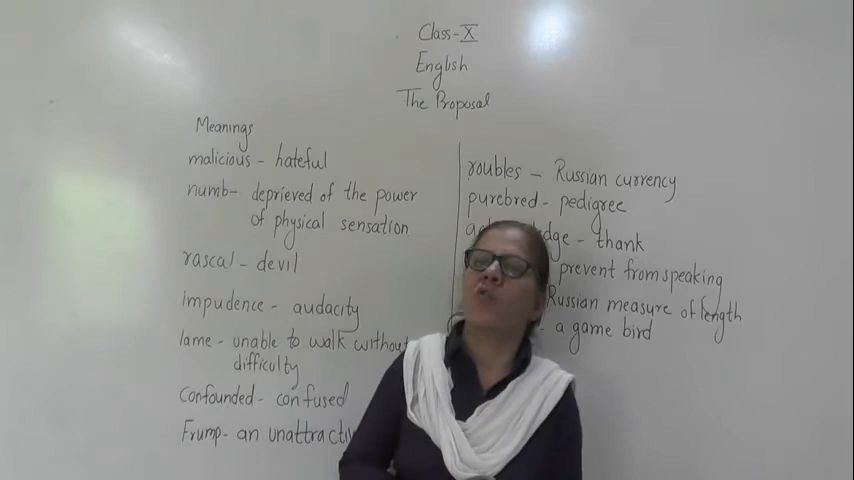 Class-X
English
The Proposal
Meanings
malicious - hateful
numb- deprieved of the power
of physical sensation
rascal - devil
impudence - audacity
lame - unable to walk without
difficulty
Confounded - confused
Frump- an
roubles - Russian currency
purebred - pedigree
- thank
prevent from speaking
Russian measure of length
- a game bird